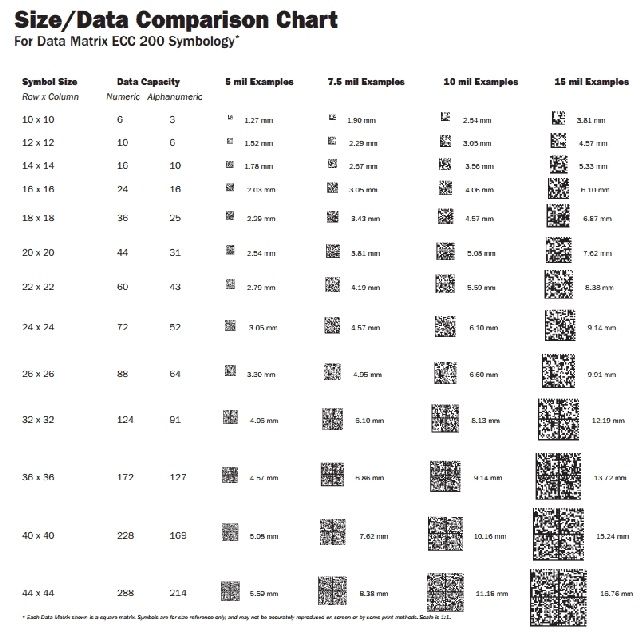 Size/Data Comparison Chart
For Data Matrix ECC 200 Symbology*
Symbol Size Data Capacity 5 mil Examples 7.5 mil Examples 10 mil Examples 15 mil Examples
Row x Column Numeric Alphanumeric
10 x 10 6 3 1.27 mm 1.90 mm 2.54 mm 3.81 mm
12 x 12 10 6 1.52 mm 2.29 mm 3.05 mm 4.57 mm
14 x 14 16 10 1.78 mm 2.67 mm 3.56 mm 5.33 mm
16 x 16 24 16 2.03 mm 3.05 mm 4.06 mm 6.10 mm
18 x 18 36 25 2.29 mm 3.43 mm 4.57 mm 6.87 mm
20 x 20 44 31 2.54 mm 3.81 mm 5.08 mm 7.62 mm
22 x 22 60 43 2.79 mm 4.19 mm 5.59 mm 8.38 mm
24 x 24 72 52 3.05 mm 4.57 mm 6.10 mm 9.14 mm
26 x 26 88 64 3.30 mm 4.95 mm 6.60 mm 9.91 mm
32 x 32 124 91 4.06 mm 6.10 mm 8.13 mm 12.19 mm
36 x 36 172 127 4.57 mm 6.86 mm 9.14 mm 13.72 mm
40 x 40 228 169 5.08 mm 7.62 mm 10.16 mm 15.24 mm
44 x 44 288 214 5.59 mm 8.38 mm 11.18 mm 16.76 mm
* Each Data Matrix shown is a square matrix. Symbols are for size reference only, and may not be accurately reproduced on screen or by some print methods. Scale is 1:1.